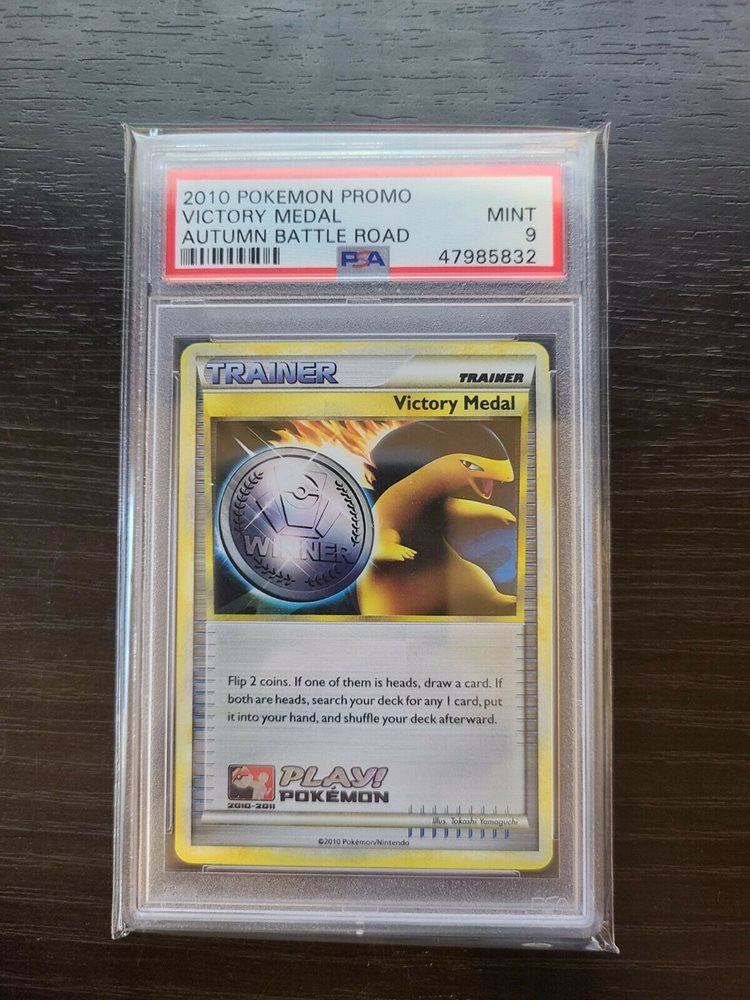 2010 POKEMON PROMO
VICTORY MEDAL MINT
AUTUMN BATTLE ROAD 9
PSA 47985832
TRAINER TRAINER
Victory Medal
WINNER
Flip 2 coins. If one of them is heads, draw a card. If
both are heads, search your deck for any 1 card, put
it into your hand, and shuffle your deck afterward.
PLAY!
POKÉMON
2010-2011
Illus. Takashi Yamaguchi
©2010 Pokémon/Nintendo